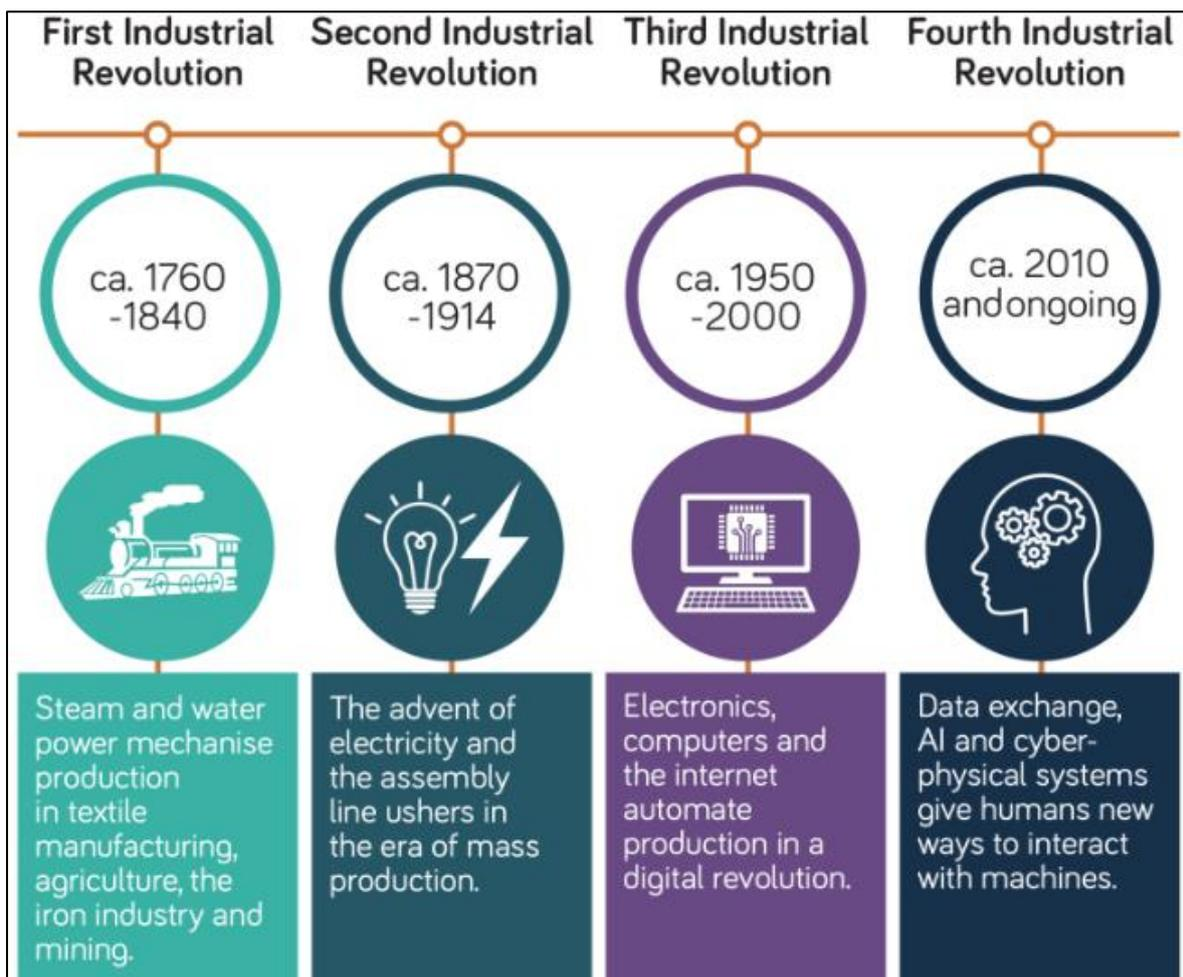 First Industrial
Revolution
ca. 1760
-1840
Steam and water
power mechanise
production
in textile
manufacturing,
agriculture, the
iron industry and
mining.
Second Industrial
Revolution
ca. 1870
-1914
The advent of
electricity and
the assembly
line ushers in
the era of mass
production.
Third Industrial
Revolution
ca. 1950
-2000
Electronics,
computers and
the internet
automate
production in a
digital revolution.
Fourth Industrial
Revolution
ca. 2010
and ongoing
Data exchange,
AI and cyber-
physical systems
give humans new
ways to interact
with machines.